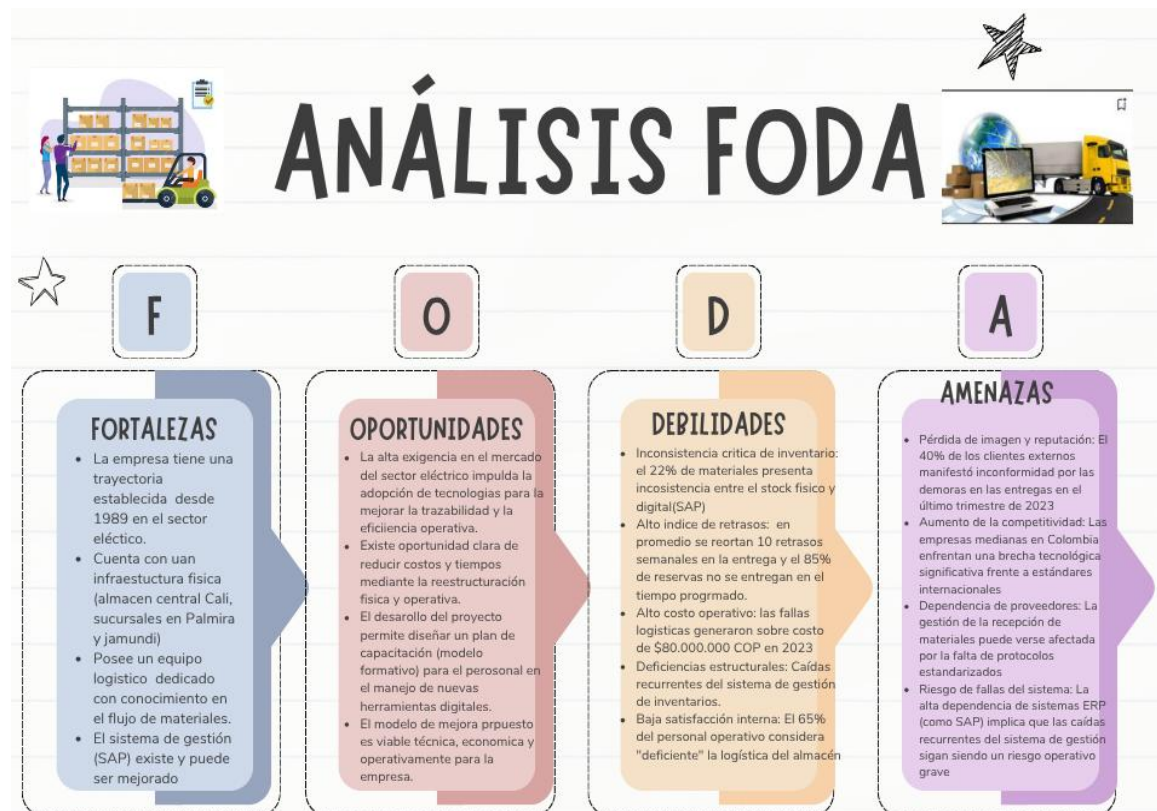 ANÁLISIS FODA
F
O
D
A
FORTALEZAS
• La empresa tiene una
trayectoria
establecida desde
1989 en el sector
eléctico.
• Cuenta con uan
infraestuctura fisica
(almacen central Cali,
sucursales en Palmira
y jamundi)
• Posee un equipo
logistico dedicado
con conocimiento en
el flujo de materiales.
• El sistema de gestión
(SAP) existe y puede
ser mejorado
OPORTUNIDADES
• La alta exigencia en el mercado
del sector eléctrico impulda la
adopción de tecnologias para la
mejorar la trazabilidad y la
eficiiencia operativa.
• Existe oportunidad clara de
reducir costos y tiempos
mediante la reestructuración
fisica y operativa.
• El desarollo del proyecto
permite diseñar un plan de
capacitación (modelo
formativo) para el perosonal en
el manejo de nuevas
herramientas digitales.
• El modelo de mejora prpuesto
es viable técnica, economica y
operativamente para la
empresa.
DEBILIDADES
• Inconsistencia critica de inventario:
el 22% de materiales presenta
incosistencia entre el stock fisico y
digital(SAP)
• Alto indice de retrasos: en
promedio se reortan 10 retrasos
semanales en la entrega y el 85%
de reservas no se entregan en el
tiempo progrmado.
• Alto costo operativo: las fallas
logisticas generaron sobre costo
de $80.000.000 COP en 2023
• Deficiencias estructurales: Caídas
recurrentes del sistema de gestión
de inventarios.
• Baja satisfacción interna: El 65%
del personal operativo considera
"deficiente" la logística del almacén
AMENAZAS
• Pérdida de imagen y reputación: El
40% de los clientes externos
manifestó inconformidad por las
demoras en las entregas en el
último trimestre de 2023
• Aumento de la competitividad: Las
empresas medianas en Colombia
enfrentan una brecha tecnológica
significativa frente a estándares
internacionales
• Dependencia de proveedores: La
gestión de la recepción de
materiales puede verse afectada
por la falta de protocolos
estandarizados
• Riesgo de fallas del sistema: La
alta dependencia de sistemas ERP
(como SAP) implica que las caídas
recurrentes del sistema de gestión
sigan siendo un riesgo operativo
grave